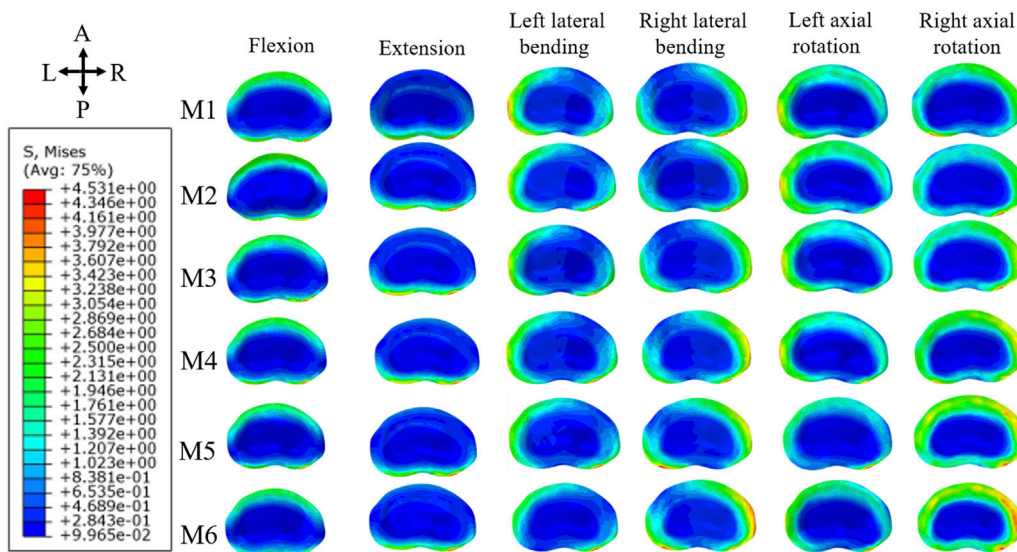 A
L R
P
Flexion
Extension
Left lateral
bending
Right lateral
bending
Left axial
rotation
Right axial
rotation
M1
M2
M3
M4
M5
M6
S, Mises
(Avg: 75%)
+4.531e+00
+4.346e+00
+4.161e+00
+3.977e+00
+3.792e+00
+3.607e+00
+3.423e+00
+3.238e+00
+3.054e+00
+2.869e+00
+2.684e+00
+2.500e+00
+2.315e+00
+2.131e+00
+1.946e+00
+1.761e+00
+1.577e+00
+1.392e+00
+1.207e+00
+1.023e+00
+8.381e-01
+6.535e-01
+4.689e-01
+2.843e-01
+9.965e-02